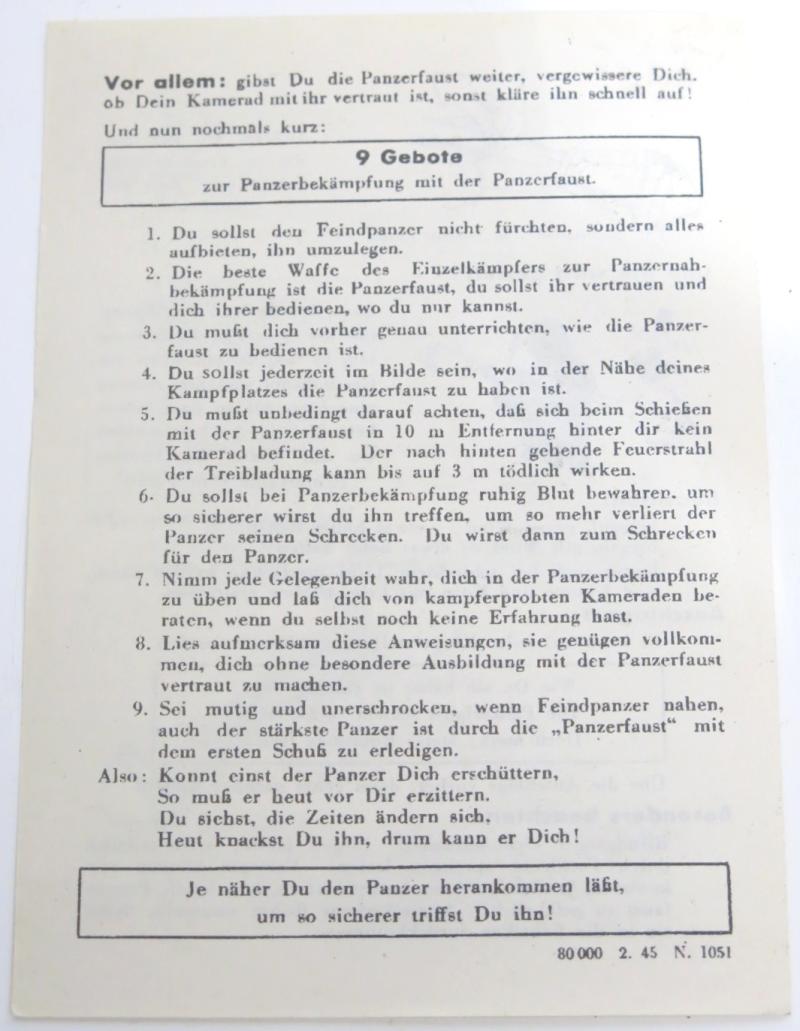 Vor allem: gibst Du die Panzerfaust weiter, vergewissere Dich,
ob Dein Kamerad mit ihr vertraut ist, sonst kläre ihn schnell auf!
Und nun nochmals kurz:
9 Gebote
zur Panzerbekämpfung mit der Panzerfaust.
1. Du sollst den Feindpanzer nicht fürchten, sondern alles
aufbieten, ihn umzulegen.
2. Die beste Waffe des Einzelkämpfers zur Panzernah-
bekämpfung ist die Panzerfaust, du sollst ihr vertrauen und
dich ihrer bedienen, wo du nur kannst.
3. Du mußt dich vorher genau unterrichten, wie die Panzer-
faust zu bedienen ist.
4. Du sollst jederzeit im Bilde sein, wo in der Nähe deines
Kampfplatzes die Panzerfaust zu haben ist.
5. Du mußt unbedingt darauf achten, daß sich beim Schießen
mit der Panzerfaust in 10 m Entfernung hinter dir kein
Kamerad befindet. Der nach hinten gehende Feuerstrahl
der Treibladung kann bis auf 3 m tödlich wirken.
6. Du sollst bei Panzerbekämpfung ruhig Blut bewahren, um
so sicherer wirst du ihn treffen, um so mehr verliert der
Panzer seinen Schrecken. Du wirst dann zum Schrecken
für den Panzer.
7. Nimm jede Gelegenheit wahr, dich in der Panzerbekämpfung
zu üben und laß dich von kampferprobten Kameraden be-
raten, wenn du selbst noch keine Erfahrung hast.
8. Lies aufmerksam diese Anweisungen, sie genügen vollkom-
men, dich ohne besondere Ausbildung mit der Panzerfaust
vertraut zu machen.
9. Sei mutig und unerschrocken, wenn Feindpanzer nahen,
auch der stärkste Panzer ist durch die „Panzerfaust“ mit
dem ersten Schuß zu erledigen.
Also: Konnt einst der Panzer Dich erschüttern,
So muß er heut vor Dir erzittern.
Du siehst, die Zeiten ändern sich,
Heut knackst Du ihn, drum kann er Dich!
Je näher Du den Panzer herankommen läßt,
um so sicherer triffst Du ihn!
80 000 2. 45 N. 1051